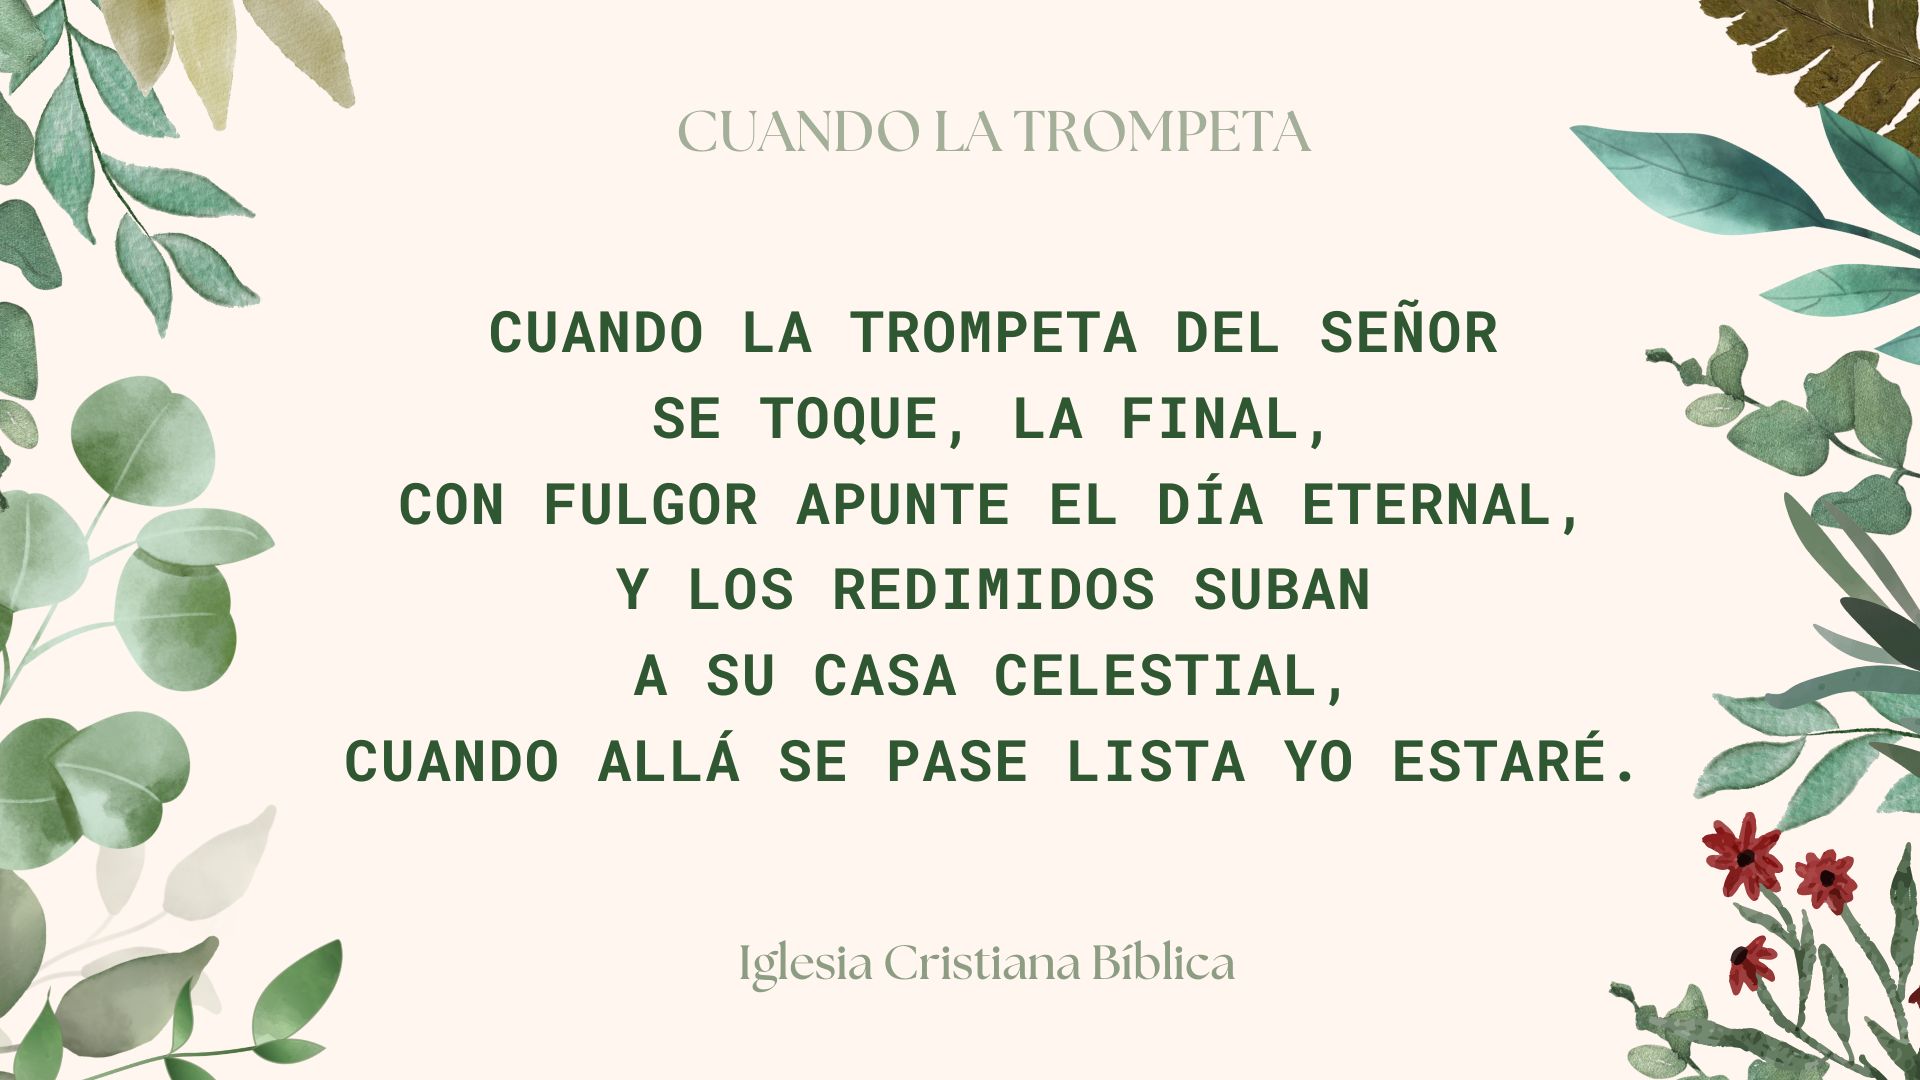 CUANDO LA TROMPETA
CUANDO LA TROMPETA DEL SEÑOR
SE TOQUE, LA FINAL,
CON FULGOR APUNTE EL DÍA ETERNAL,
Y LOS REDIMIDOS SUBAN
A SU CASA CELESTIAL,
CUANDO ALLÁ SE PASE LISTA YO ESTARÉ.
Iglesia Cristiana Bíblica